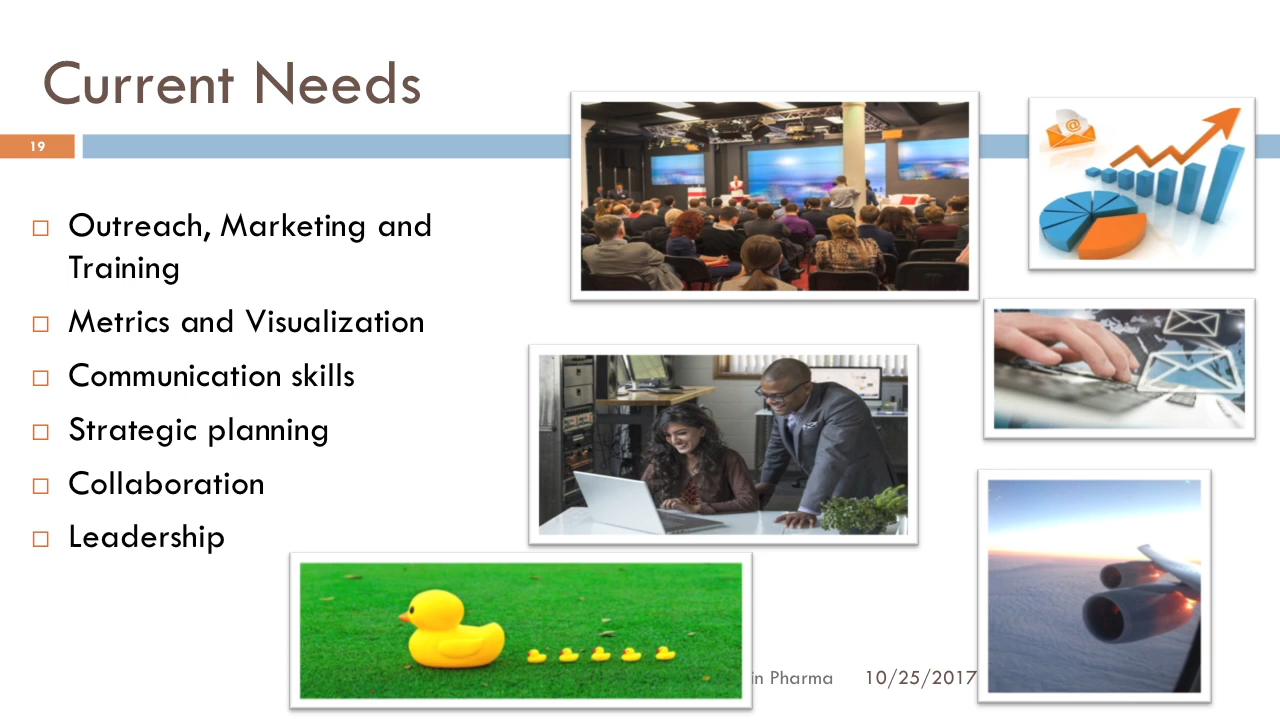 Current Needs
19
Outreach, Marketing and
Training
Metrics and Visualization
Communication skills
Strategic planning
Collaboration
Leadership
in Pharma
10/25/2017
@